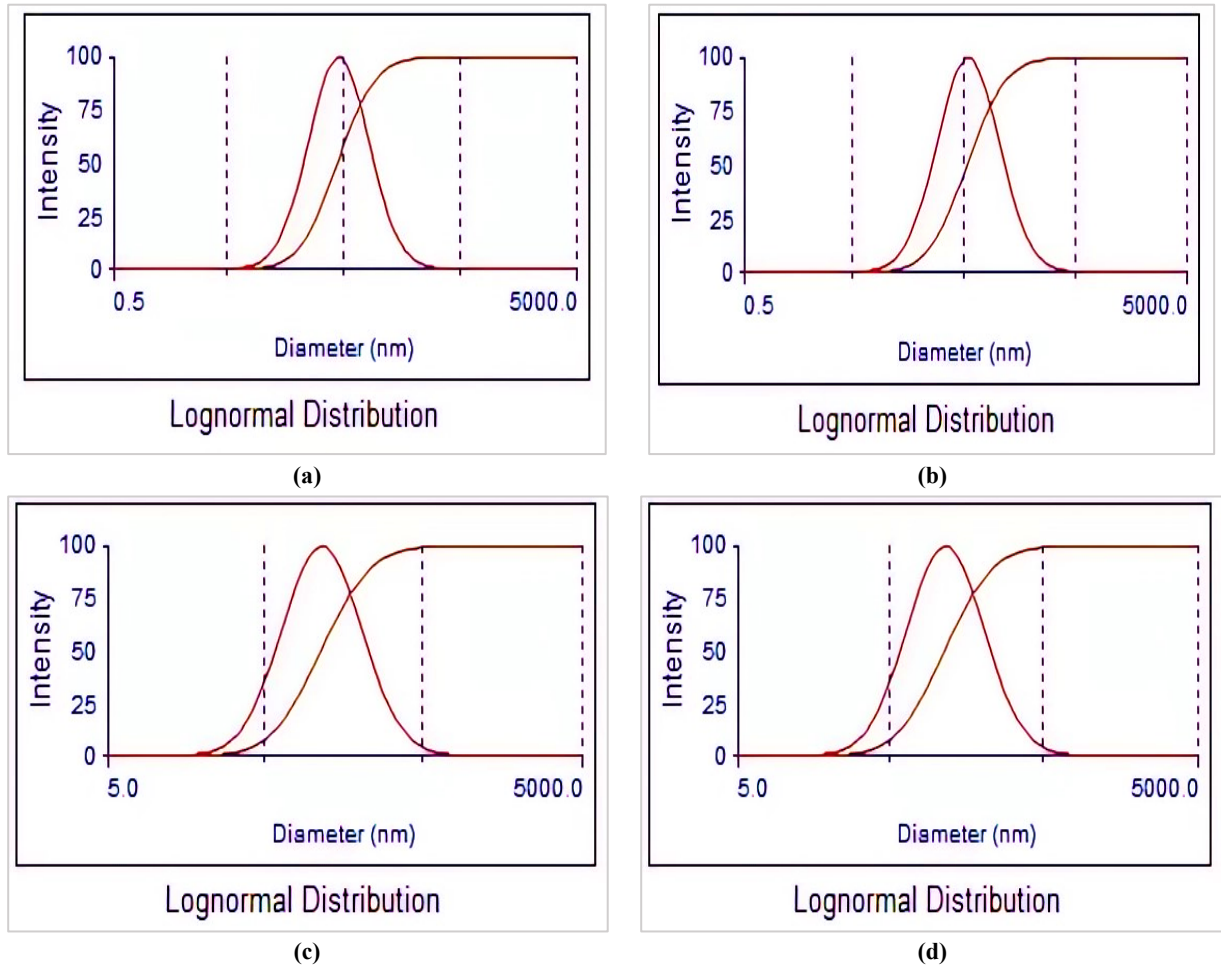 100
75
50
25
0
Intensity
0.5 5000.0
Diameter (nm)
Lognormal Distribution
(a)
100
75
50
25
0
Intensity
0.5 5000.0
Diameter (nm)
Lognormal Distribution
(b)
100
75
50
25
0
Intensity
5.0 5000.0
Diameter (nm)
Lognormal Distribution
(c)
100
75
50
25
0
Intensity
5.0 5000.0
Diameter (nm)
Lognormal Distribution
(d)